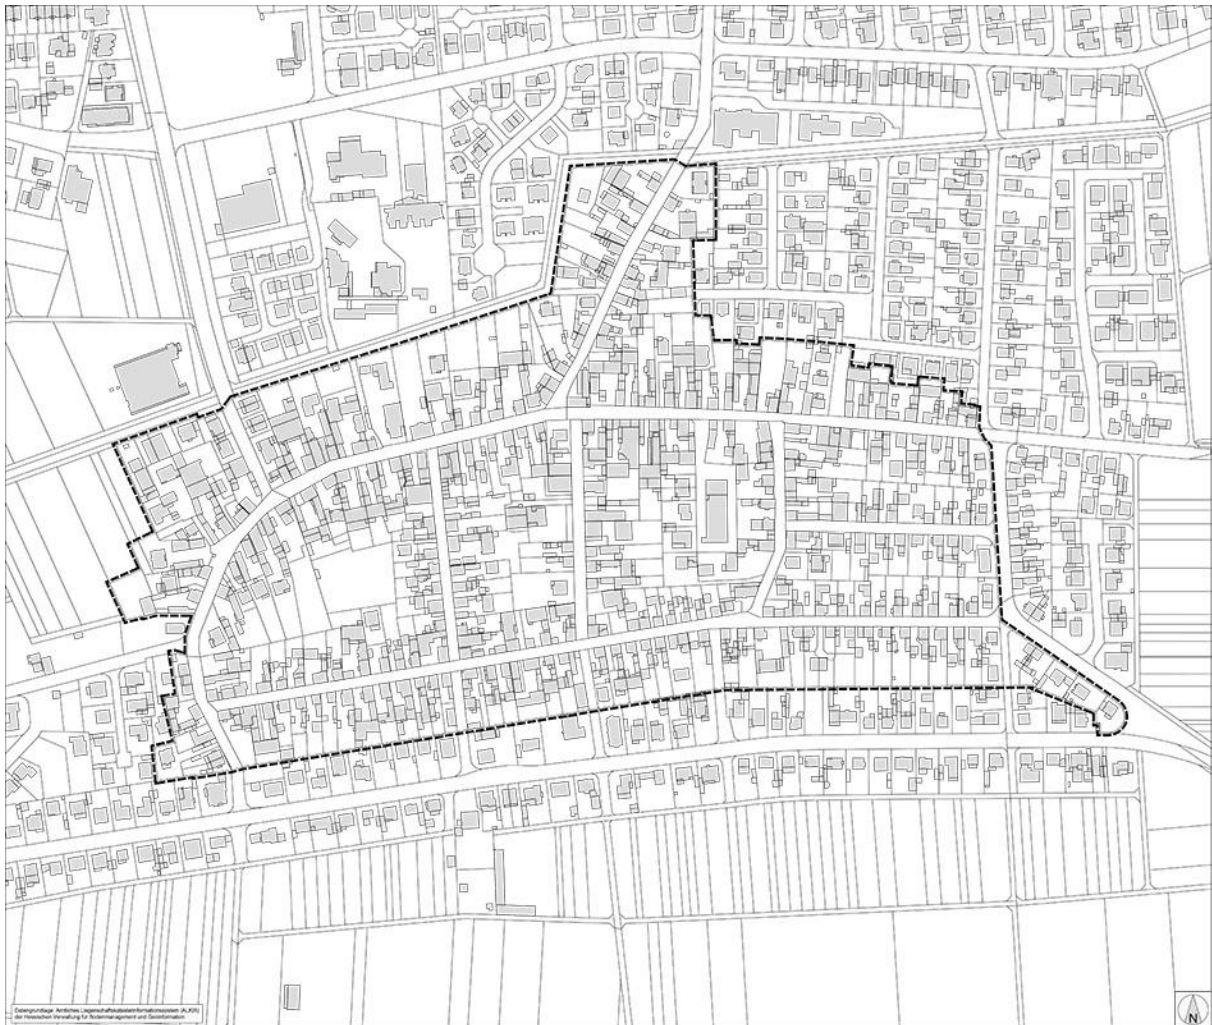 Datengrundlage: Amtliches Liegenschaftskatasterinformationssystem (ALKIS)
der Hessischen Verwaltung für Bodenmanagement und Geoinformation
N